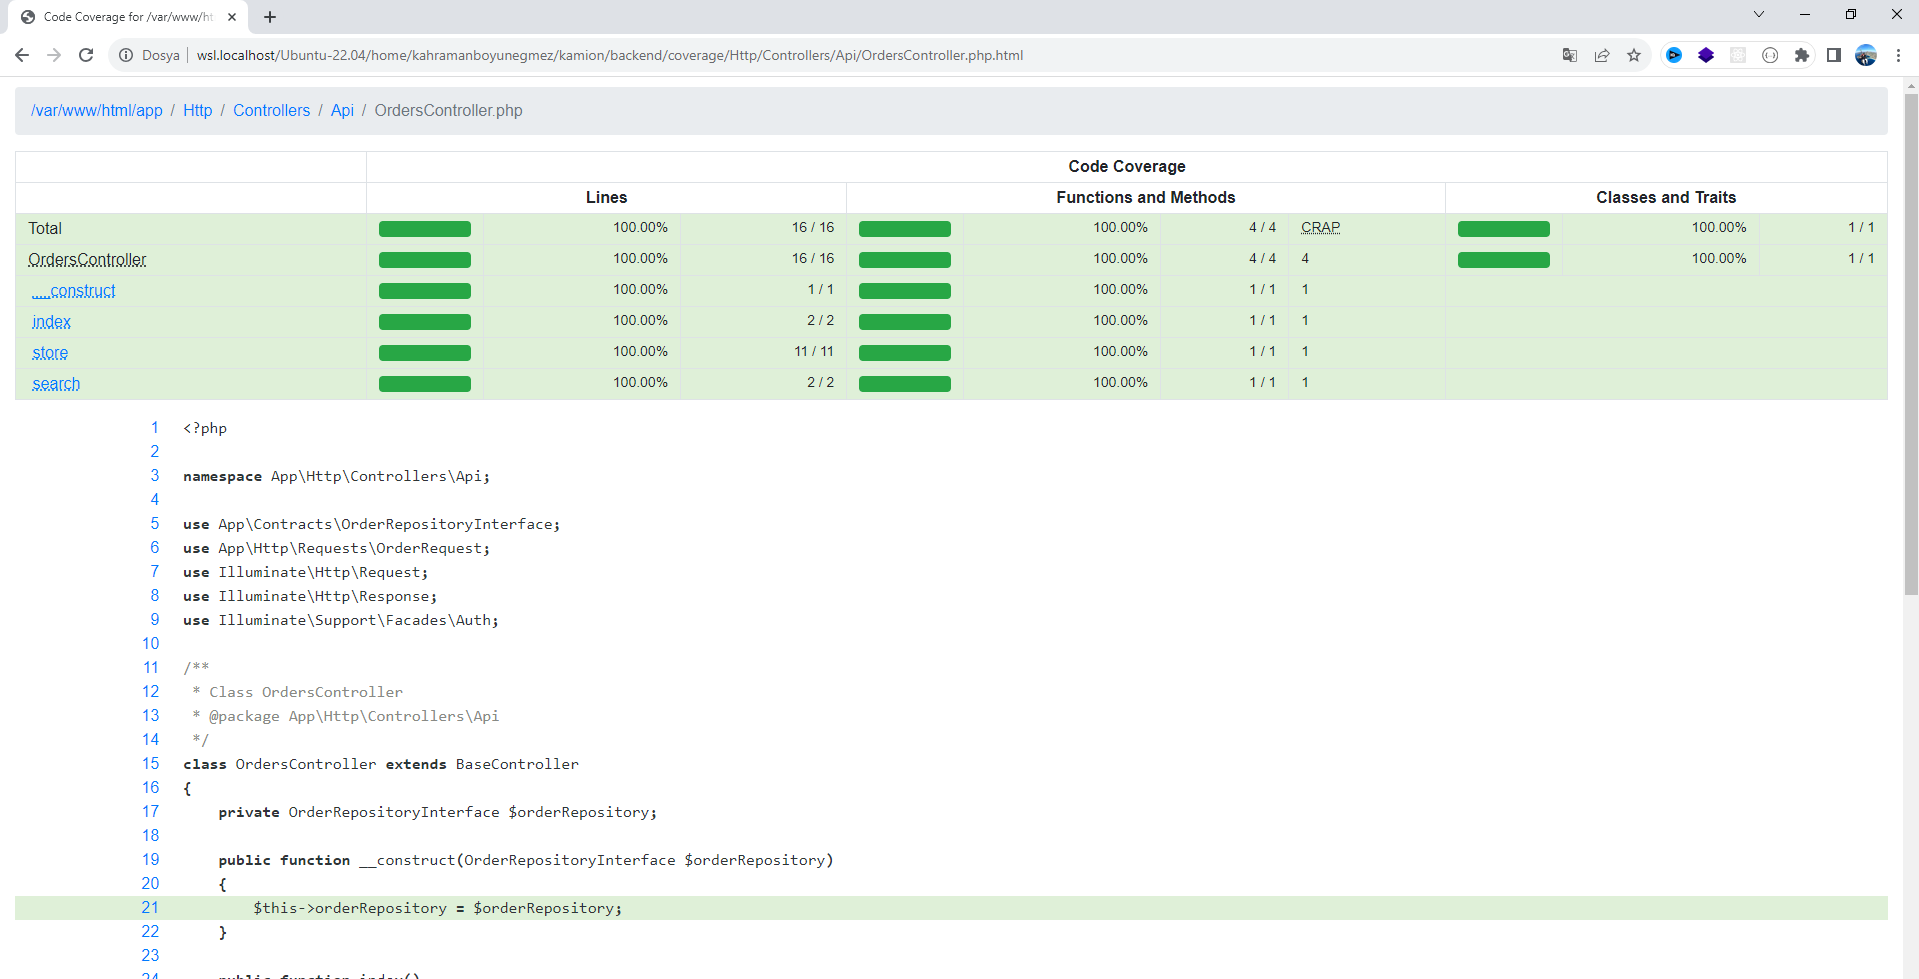 Code Coverage for /var/www/ht
Dosya wsl.localhost/Ubuntu-22.04/home/kahramanboyunegmez/kamion/backend/coverage/Http/Controllers/Api/OrdersController.php.html
/var/www/html/app / Http / Controllers / Api / OrdersController.php
Code Coverage
Lines Functions and Methods Classes and Traits
Total 100.00% 16 / 16 100.00% 4 / 4 CRAP 100.00% 1 / 1
OrdersController 100.00% 16 / 16 100.00% 4 / 4 4 100.00% 1 / 1
__construct 100.00% 1 / 1 100.00% 1 / 1 1
index 100.00% 2 / 2 100.00% 1 / 1 1
store 100.00% 11 / 11 100.00% 1 / 1 1
search 100.00% 2 / 2 100.00% 1 / 1 1
1 <?php
2
3 namespace App\Http\Controllers\Api;
4
5 use App\Contracts\OrderRepositoryInterface;
6 use App\Http\Requests\OrderRequest;
7 use Illuminate\Http\Request;
8 use Illuminate\Http\Response;
9 use Illuminate\Support\Facades\Auth;
10
11 /**
12 * Class OrdersController
13 * @package App\Http\Controllers\Api
14 */
15 class OrdersController extends BaseController
16 {
17 private OrderRepositoryInterface $orderRepository;
18
19 public function __construct(OrderRepositoryInterface $orderRepository)
20 {
21 $this->orderRepository = $orderRepository;
22 }
23
24 public function index()